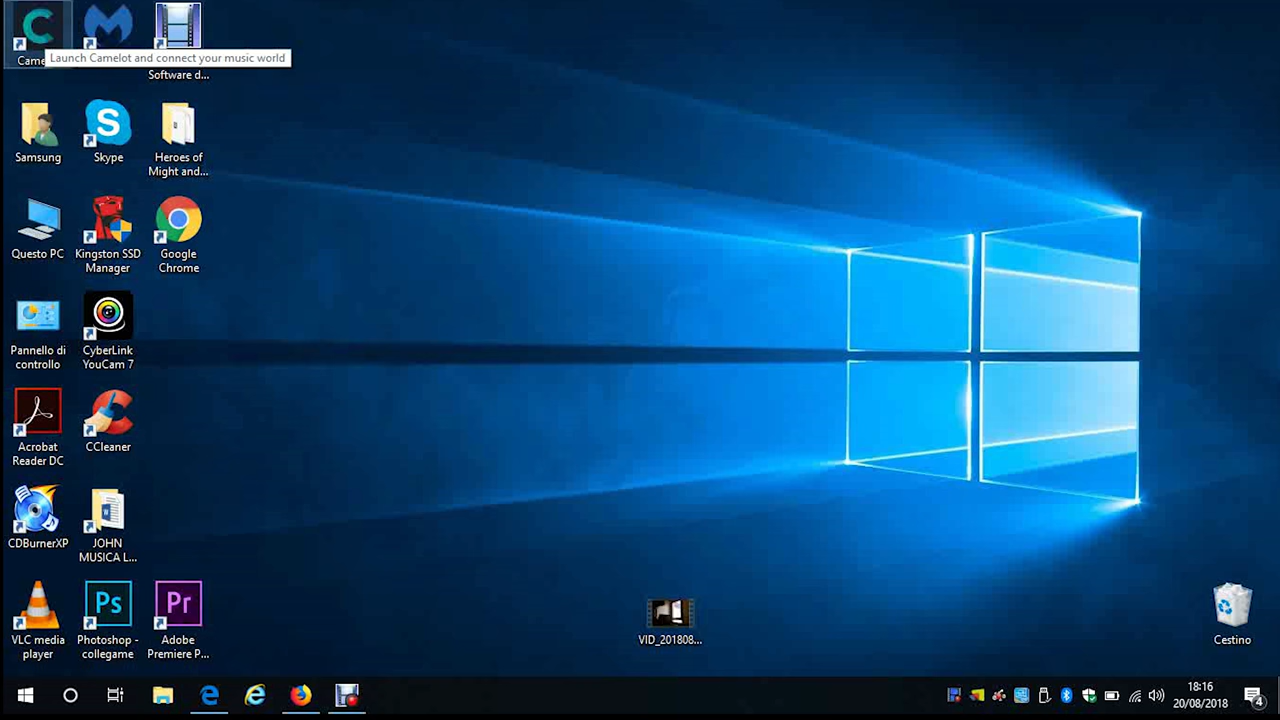 Came
Launch Camelot and connect your music world
Software d...
Samsung
Skype
Heroes of
Might and...
Questo PC
Kingston SSD
Manager
Google
Chrome
Pannello di
controllo
CyberLink
YouCam 7
Acrobat
Reader DC
CCleaner
CDBurnerXP
JOHN
MUSICA L...
VLC media
player
Ps
Photoshop -
collegame
Pr
Adobe
Premiere P...
VID_201808...
Cestino
18:16
20/08/2018
4